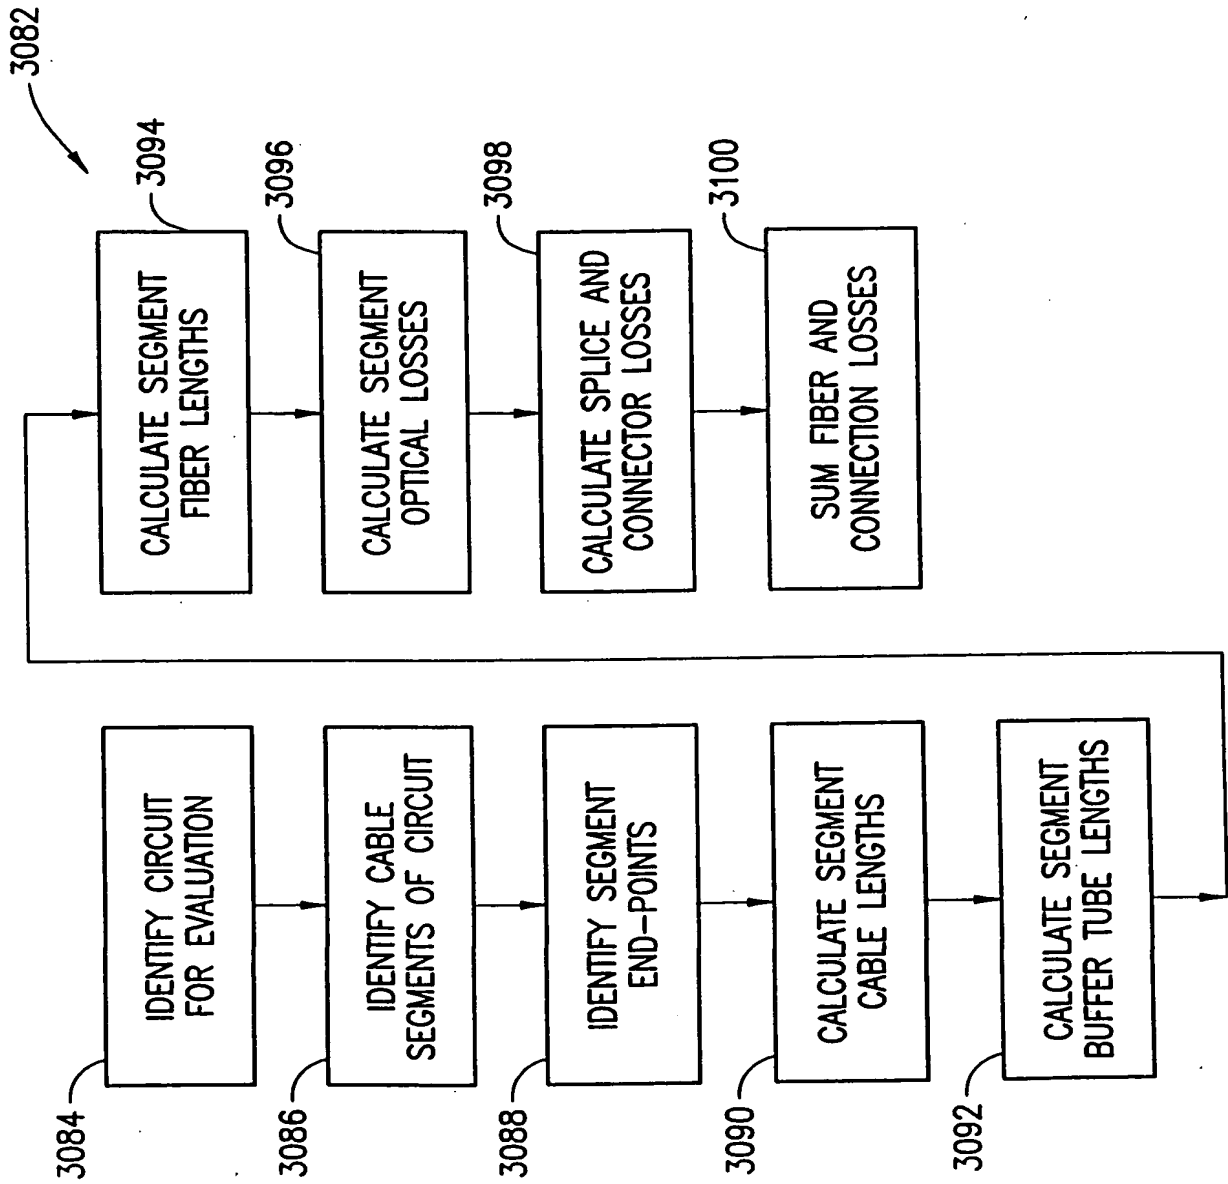 3082
3084
IDENTIFY CIRCUIT
FOR EVALUATION
3086
IDENTIFY CABLE
SEGMENTS OF CIRCUIT
3088
IDENTIFY SEGMENT
END-POINTS
3090
CALCULATE SEGMENT
CABLE LENGTHS
3092
CALCULATE SEGMENT
BUFFER TUBE LENGTHS
3094
CALCULATE SEGMENT
FIBER LENGTHS
3096
CALCULATE SEGMENT
OPTICAL LOSSES
3098
CALCULATE SPLICE AND
CONNECTOR LOSSES
3100
SUM FIBER AND
CONNECTION LOSSES